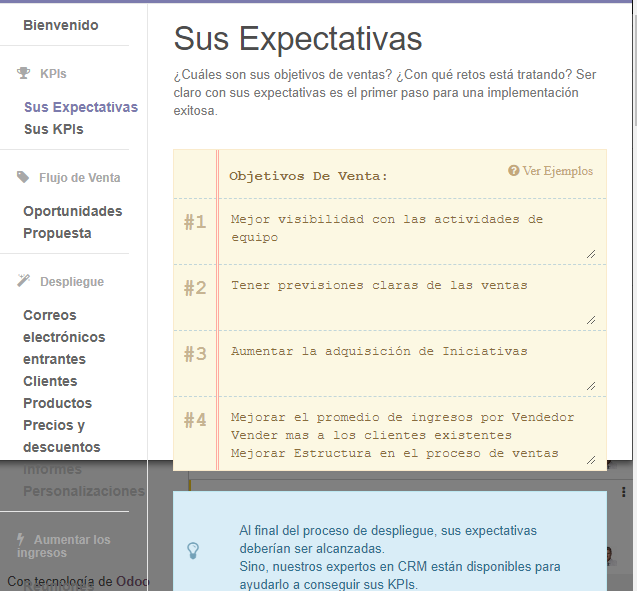 Bienvenido
KPIs
Sus Expectativas
Sus KPIs
Flujo de Venta
Oportunidades
Propuesta
Despliegue
Correos
electrónicos
entrantes
Clientes
Productos
Precios y
descuentos
Informes
Personalizaciones
Aumentar los
ingresos
Reuniones
Con tecnología de Odoo
Sus Expectativas
¿Cuáles son sus objetivos de ventas? ¿Con qué retos está tratando? Ser
claro con sus expectativas es el primer paso para una implementación
exitosa.
Objetivos De Venta:
Ver Ejemplos
#1
Mejor visibilidad con las actividades de
equipo
#2
Tener previsiones claras de las ventas
#3
Aumentar la adquisición de Iniciativas
#4
Mejorar el promedio de ingresos por Vendedor
Vender mas a los clientes existentes
Mejorar Estructura en el proceso de ventas
Al final del proceso de despliegue, sus expectativas
deberían ser alcanzadas.
Sino, nuestros expertos en CRM están disponibles para
ayudarlo a conseguir sus KPIs.